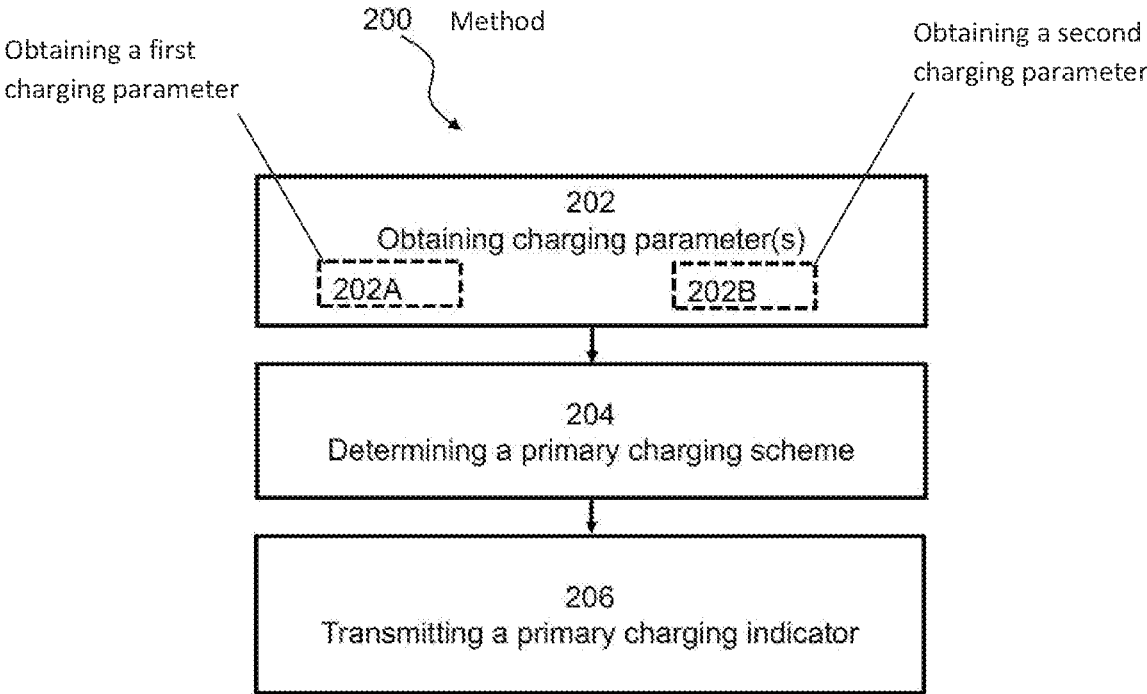 200 Method
Obtaining a first
charging parameter
Obtaining a second
charging parameter
202
Obtaining charging parameter(s)
202A
202B
204
Determining a primary charging scheme
206
Transmitting a primary charging indicator